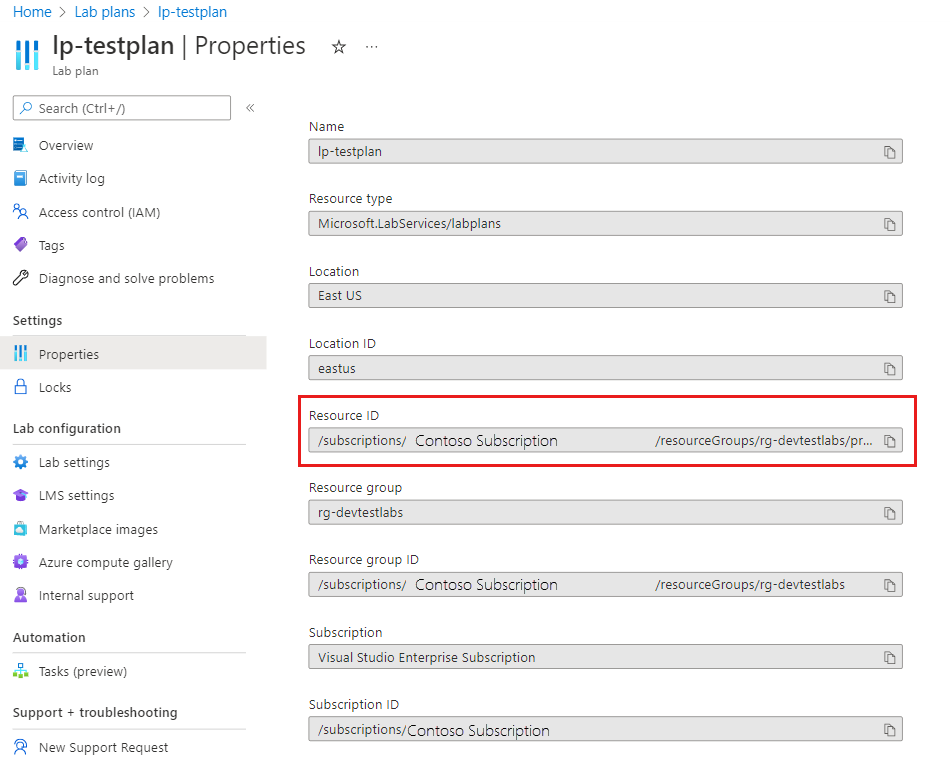 Home > Lab plans > lp-testplan
lp-testplan | Properties
Lab plan
Search (Ctrl+/)
Overview
Activity log
Access control (IAM)
Tags
Diagnose and solve problems
Settings
Properties
Locks
Lab configuration
Lab settings
LMS settings
Marketplace images
Azure compute gallery
Internal support
Automation
Tasks (preview)
Support + troubleshooting
New Support Request
Name
lp-testplan
Resource type
Microsoft.LabServices/labplans
Location
East US
Location ID
eastus
Resource ID
/subscriptions/ Contoso Subscription /resourceGroups/rg-devtestlabs/pr...
Resource group
rg-devtestlabs
Resource group ID
/subscriptions/ Contoso Subscription /resourceGroups/rg-devtestlabs
Subscription
Visual Studio Enterprise Subscription
Subscription ID
/subscriptions/Contoso Subscription